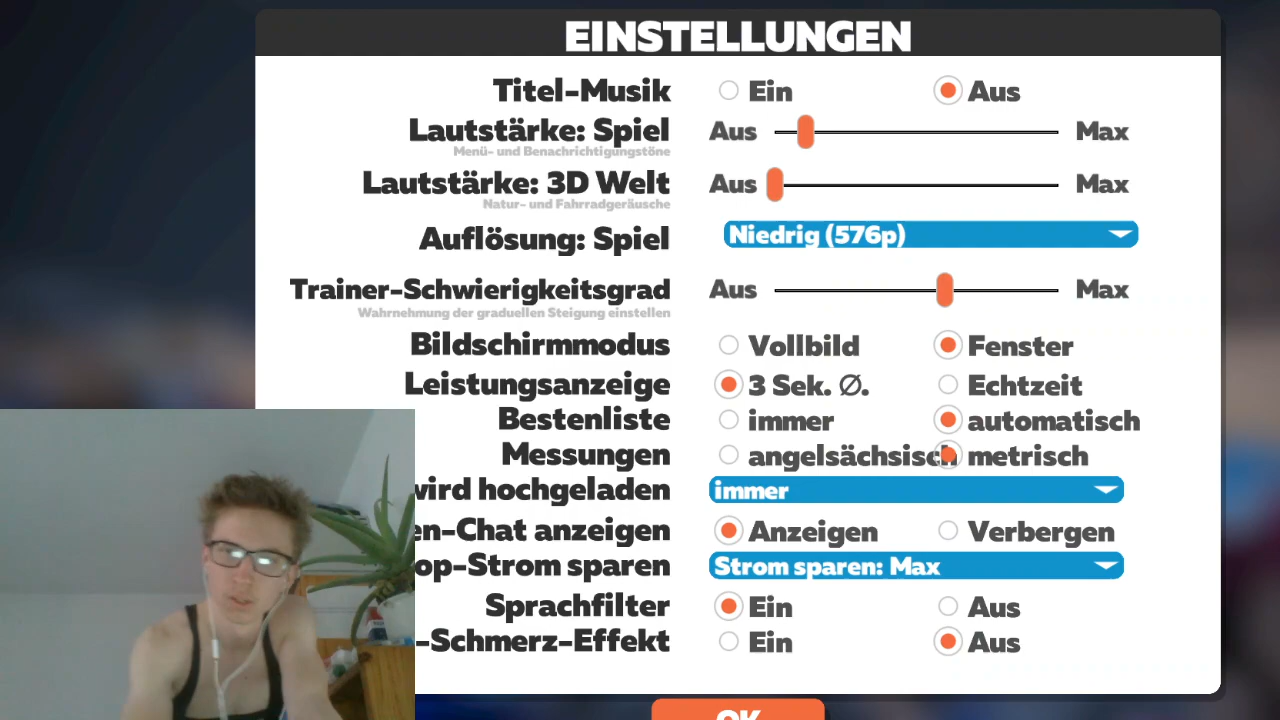 EINSTELLUNGEN
Titel-Musik Ein Aus
Lautstärke: Spiel Aus Max
Menü- und Benachrichtigungstöne
Lautstärke: 3D Welt Aus Max
Natur- und Fahrradgeräusche
Auflösung: Spiel Niedrig (576p)
Trainer-Schwierigkeitsgrad Aus Max
Wahrnehmung der graduellen Steigung einstellen
Bildschirmmodus Vollbild Fenster
Leistungsanzeige 3 Sek. Ø. Echtzeit
Bestenliste immer automatisch
Messungen angelsächsisch metrisch
wird hochgeladen immer
en-Chat anzeigen Anzeigen Verbergen
op-Strom sparen Strom sparen: Max
Sprachfilter Ein Aus
-Schmerz-Effekt Ein Aus
OK